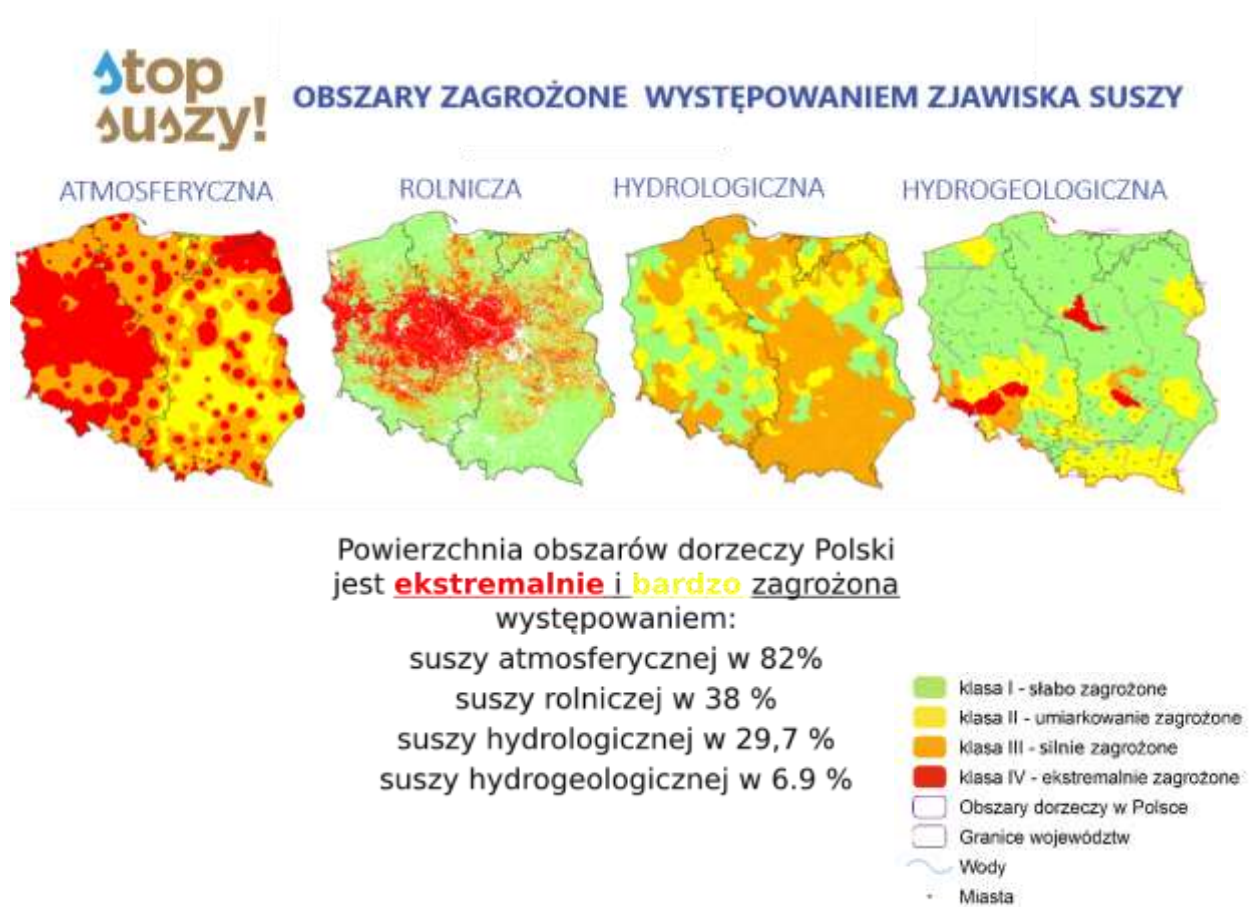 stop
suszy!
OBSZARY ZAGROŻONE WYSTĘPOWANIEM ZJAWISKA SUSZY
ATMOSFERYCZNA
ROLNICZA
HYDROLOGICZNA
HYDROGEOLOGICZNA
Powierzchnia obszarów dorzeczy Polski
jest ekstremalnie i bardzo zagrożona
występowaniem:
suszy atmosferycznej w 82%
suszy rolniczej w 38 %
suszy hydrologicznej w 29,7 %
suszy hydrogeologicznej w 6.9 %
klasa I - słabo zagrożone
klasa II - umiarkowanie zagrożone
klasa III - silnie zagrożone
klasa IV - ekstremalnie zagrożone
Obszary dorzeczy w Polsce
Granice województw
Wody
Miasta